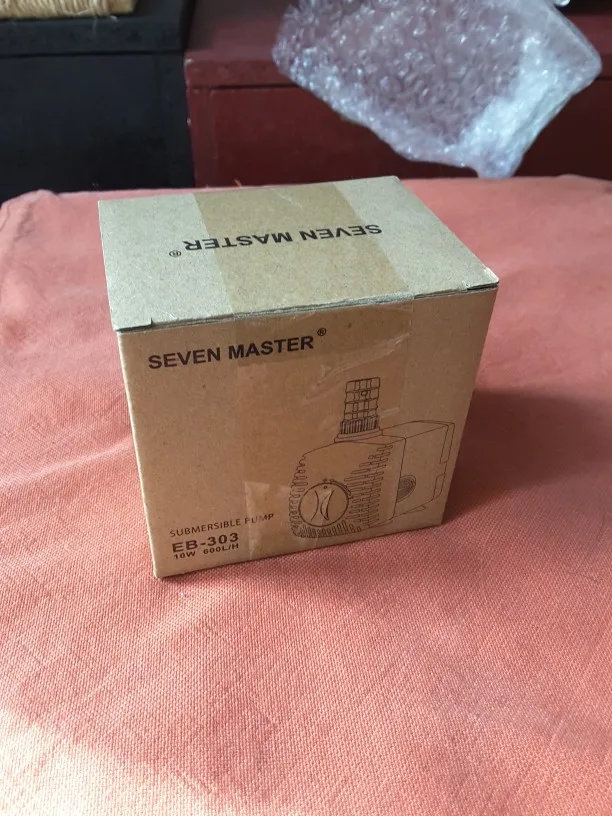 SEVEN MASTER®
SEVEN MASTER®
SUBMERSIBLE PUMP
EB-303
10W 600L/H